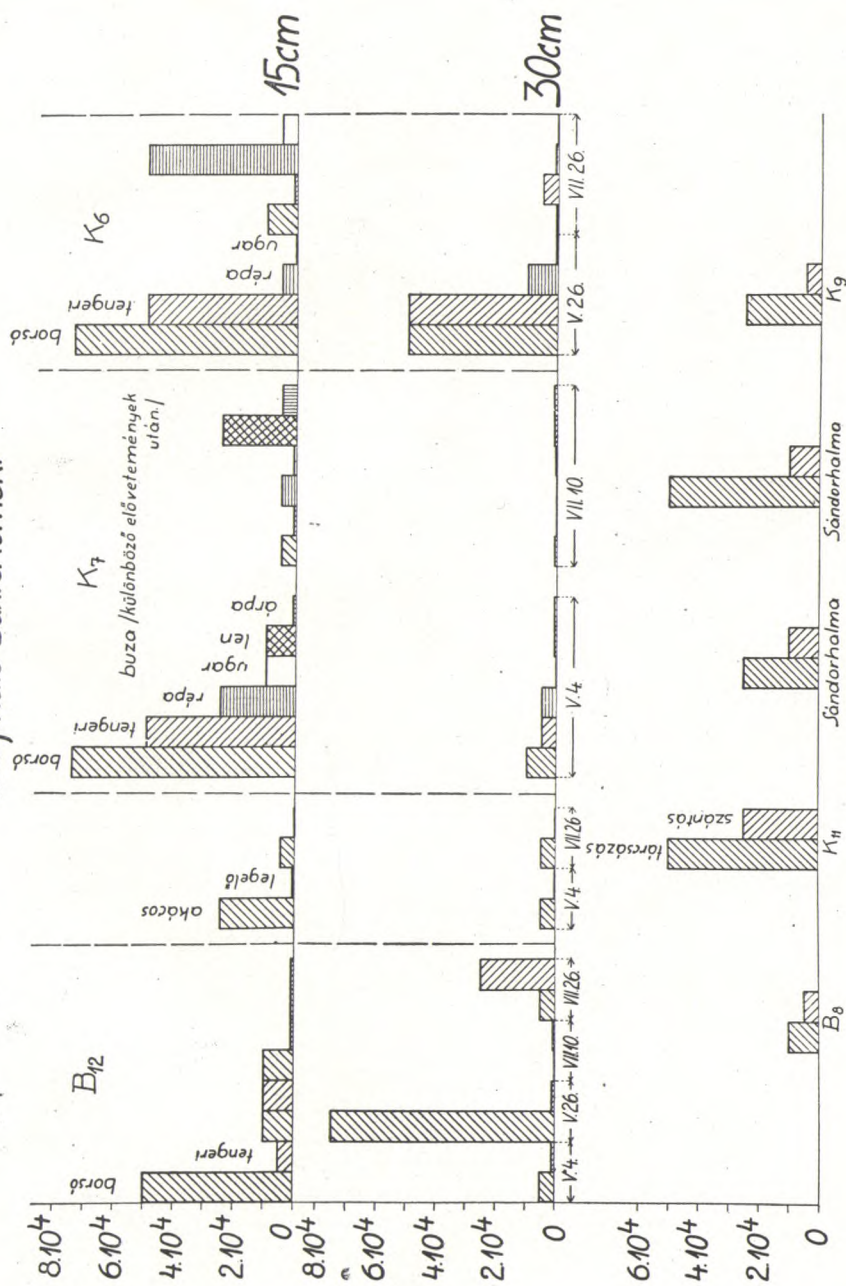 8.10⁴
6.10⁴
4.10⁴
2.10⁴
0
B₁₂
K₇
K₆
15cm
borsó
tengeri
akácos
legelő
borsó
tengeri
répa
ugar
len
árpa
buza /különböző elővetemények
után./
borsó
tengeri
répa
ugar
8.10⁴
6.10⁴
4.10⁴
2.10⁴
0
30cm
V.4.
V.26.
VII.10.
VII.26.
V.4.
VII.26
V.4.
VII.10.
V.26.
VII.26.
6.10⁴
4.10⁴
2.10⁴
0
tárcsázás
szántás
B₈
K₁₁
Sándorhalma
Sándorhalma
K₉